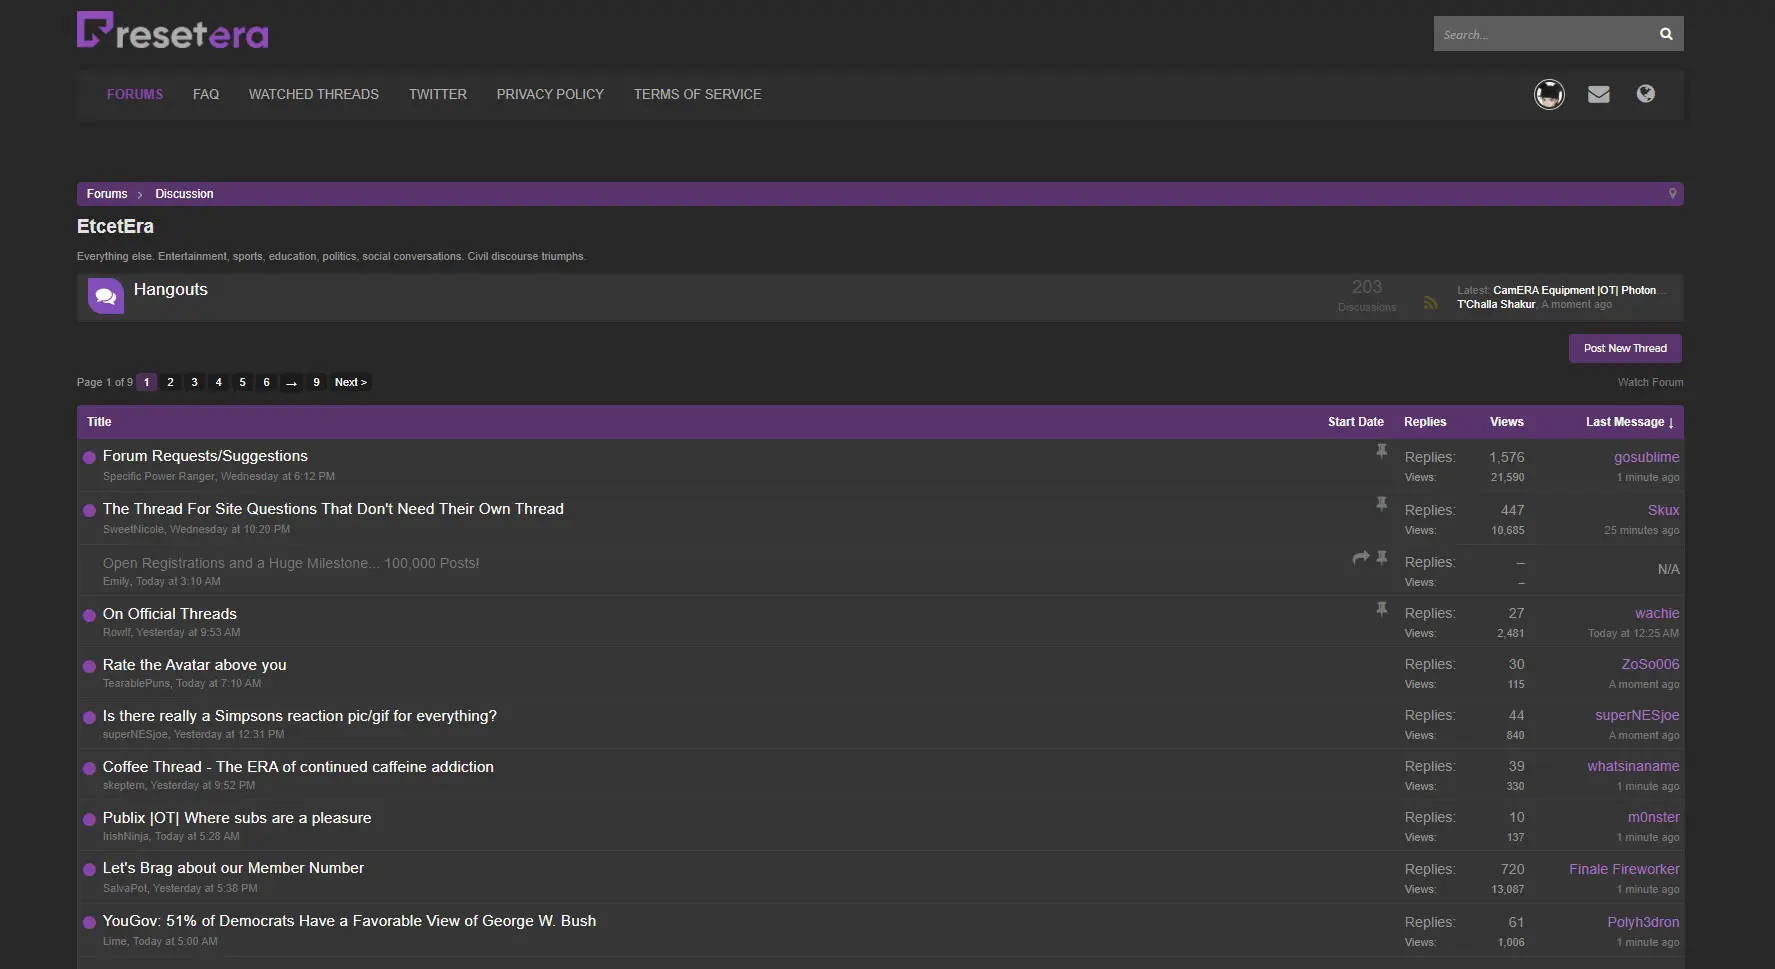 resetera
Search...
FORUMS FAQ WATCHED THREADS TWITTER PRIVACY POLICY TERMS OF SERVICE
Forums > Discussion
EtcetEra
Everything else. Entertainment, sports, education, politics, social conversations. Civil discourse triumphs.
Hangouts
203
Discussions
Latest: CamERA Equipment |OT| Photon...
T'Challa Shakur, A moment ago
Post New Thread
Page 1 of 9 1 2 3 4 5 6 → 9 Next >
Watch Forum
Title Start Date Replies Views Last Message ↓
Forum Requests/Suggestions Replies: 1,576 gosublime
Specific Power Ranger, Wednesday at 6:12 PM Views: 21,590 1 minute ago
The Thread For Site Questions That Don't Need Their Own Thread Replies: 447 Skux
SweetNicole, Wednesday at 10:20 PM Views: 10,685 25 minutes ago
Open Registrations and a Huge Milestone... 100,000 Posts! Replies: – N/A
Emily, Today at 3:10 AM Views: –
On Official Threads Replies: 27 wachie
Rowlf, Yesterday at 9:53 AM Views: 2,481 Today at 12:25 AM
Rate the Avatar above you Replies: 30 ZoSo006
TearablePuns, Today at 7:10 AM Views: 115 A moment ago
Is there really a Simpsons reaction pic/gif for everything? Replies: 44 superNESjoe
superNESjoe, Yesterday at 12:31 PM Views: 840 A moment ago
Coffee Thread - The ERA of continued caffeine addiction Replies: 39 whatsinaname
skeptem, Yesterday at 9:52 PM Views: 330 1 minute ago
Publix |OT| Where subs are a pleasure Replies: 10 m0nster
IrishNinja, Today at 5:28 AM Views: 137 1 minute ago
Let's Brag about our Member Number Replies: 720 Finale Fireworker
SalvaPot, Yesterday at 5:38 PM Views: 13,087 1 minute ago
YouGov: 51% of Democrats Have a Favorable View of George W. Bush Replies: 61 Polyh3dron
Lime, Today at 5:00 AM Views: 1,006 1 minute ago